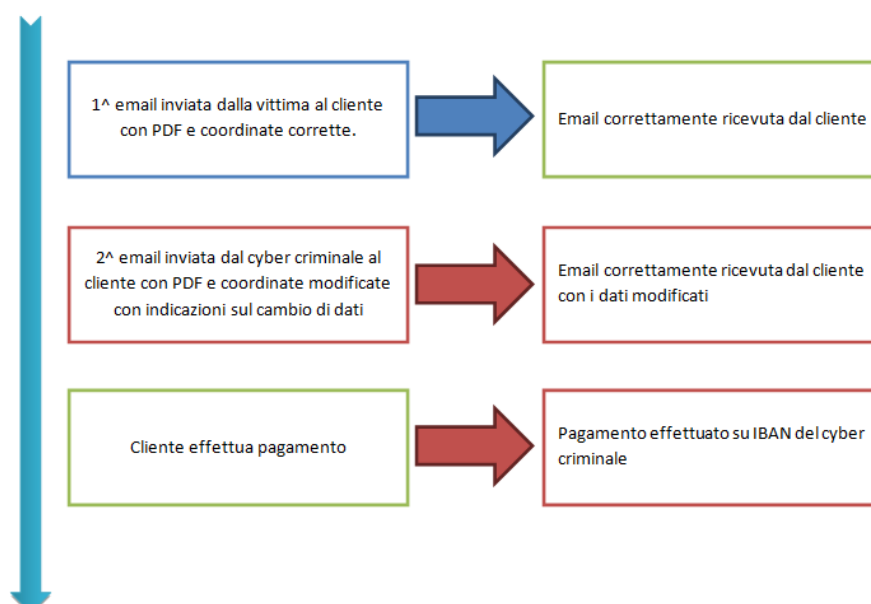 1^ email inviata dalla vittima al cliente
con PDF e coordinate corrette.
Email correttamente ricevuta dal cliente
2^ email inviata dal cyber criminale al
cliente con PDF e coordinate modificate
con indicazioni sul cambio di dati
Email correttamente ricevuta dal cliente
con i dati modificati
Cliente effettua pagamento
Pagamento effettuato su IBAN del cyber
criminale